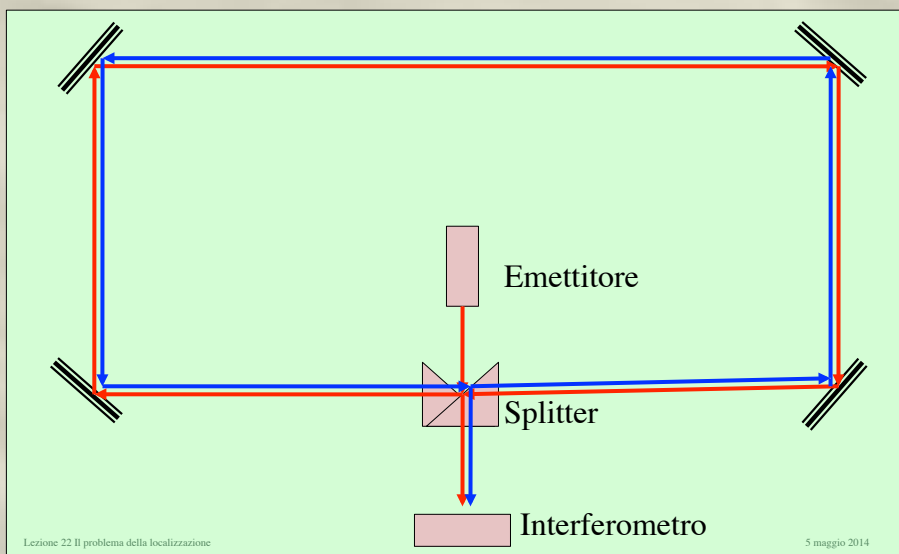 Emettitore
Splitter
Interferometro
Lezione 22 Il problema della localizzazione
5 maggio 2014